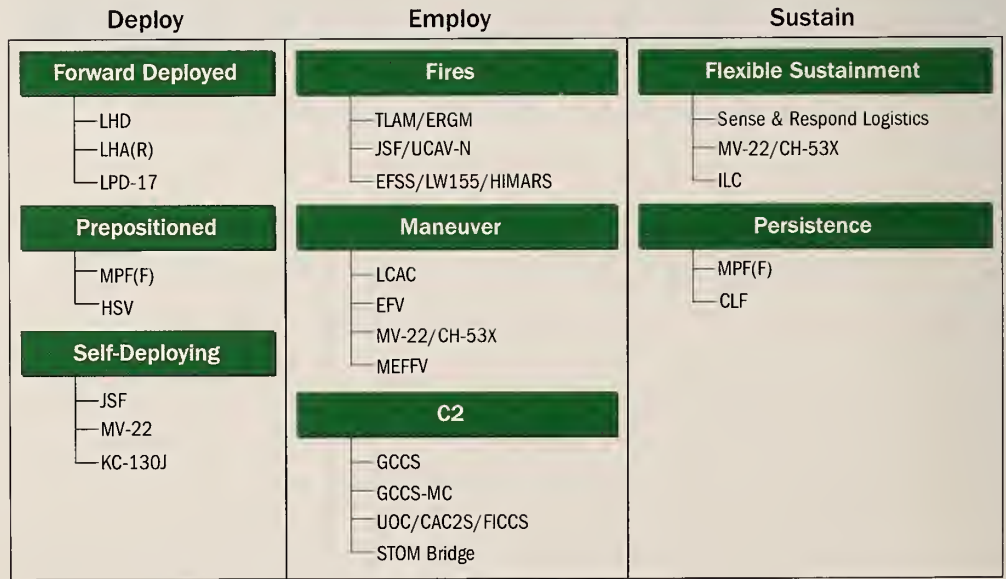 Deploy
Forward Deployed
LHD
LHA(R)
LPD-17
Prepositioned
MPF(F)
HSV
Self-Deploying
JSF
MV-22
KC-130J
Employ
Fires
TLAM/ERGM
JSF/UCAV-N
EFSS/LW155/HIMARS
Maneuver
LCAC
EFV
MV-22/CH-53X
MEFFV
C2
GCCS
GCCS-MC
UOC/CAC2S/FICCS
STOM Bridge
Sustain
Flexible Sustainment
Sense & Respond Logistics
MV-22/CH-53X
ILC
Persistence
MPF(F)
CLF